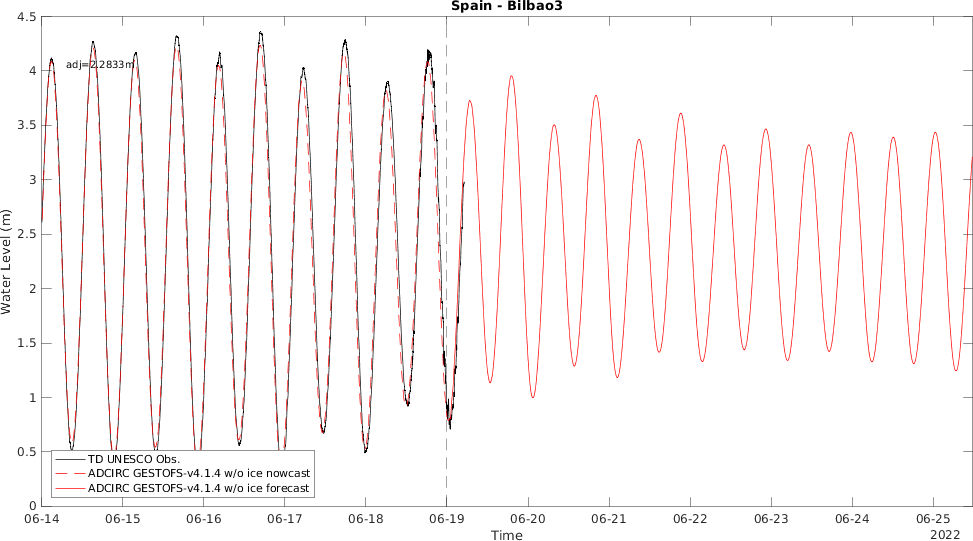 Spain - Bilbao3
adj=2.2833m
Water Level (m)
4.5
4
3.5
3
2.5
2
1.5
1
0.5
0
TD UNESCO Obs.
ADCIRC GESTOFS-v4.1.4 w/o ice nowcast
ADCIRC GESTOFS-v4.1.4 w/o ice forecast
06-14 06-15 06-16 06-17 06-18 06-19 06-20 06-21 06-22 06-23 06-24 06-25
Time
2022